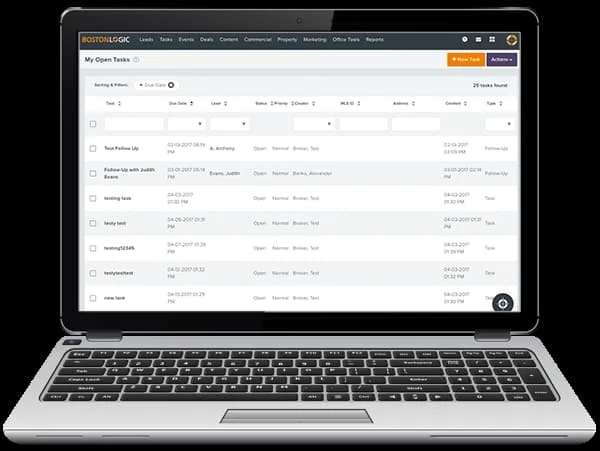 BOSTONLOGIC Leads Tasks Events Deals Content Commercial Property Marketing Office Tools Reports
My Open Tasks
+ New Task Actions
Sorting & Filters: Due Date 25 tasks found
Task Due Date Lead Status Priority Creator MLS ID Address Created Type
Test Follow Up 02-13-2017 06:19 PM A, Anthony Open Normal Broker, Test 02-13-2017 03:09 PM Follow-Up
Follow-Up with Judith Evans 03-01-2017 05:14 PM Evans, Judith Open Normal Banks, Alexander 03-01-2017 02:14 PM Follow-Up
testing task 04-03-2017 01:30 PM Open Normal Broker, Test 04-03-2017 01:30 PM Task
testy test 04-05-2017 01:31 PM Open Normal Broker, Test 04-03-2017 01:31 PM Task
testing12345 04-07-2017 01:39 PM Open Normal Broker, Test 04-03-2017 01:39 PM Task
testytesttest 04-12-2017 01:32 PM Open Normal Broker, Test 04-03-2017 01:32 PM Task
new task 04-13-2017 01:29 PM Open Normal Broker, Test 04-03-2017 01:30 PM Task
Esc
Tab
Q W E R T Y U I O P
Caps Lock A S D F G H J K L Enter
Shift Z X C V B N M Shift
Ctrl Alt Alt Ctrl